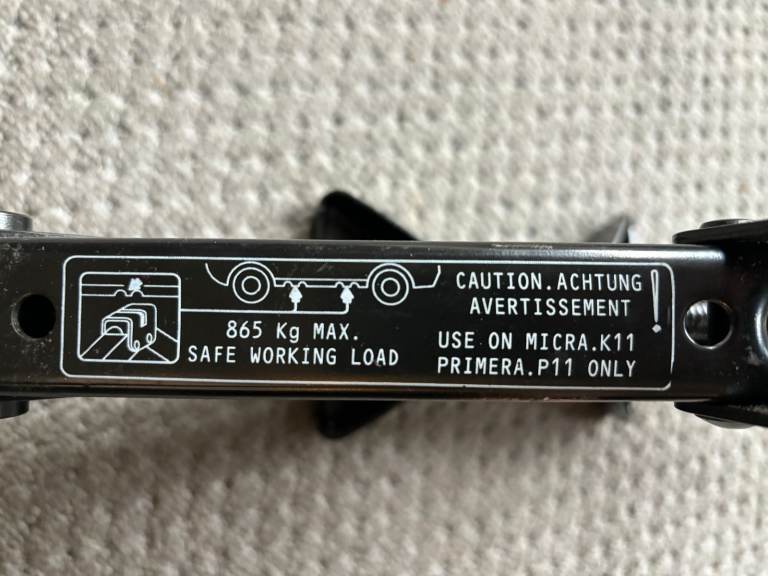 865 Kg MAX.
SAFE WORKING LOAD
CAUTION.ACHTUNG
AVERTISSEMENT
!
USE ON MICRA.K11
PRIMERA.P11 ONLY